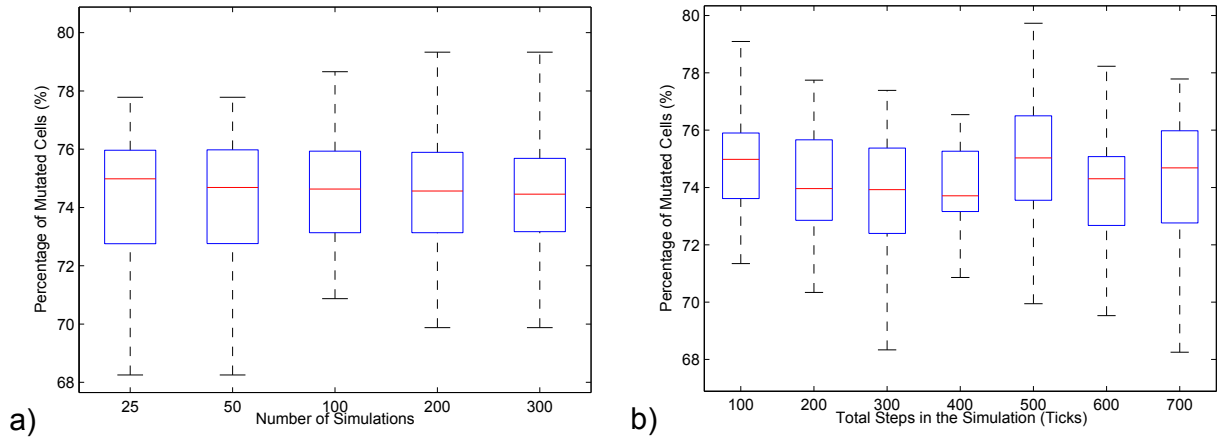 80
78
76
74
72
70
68
Percentage of Mutated Cells (%)
25 50 100 200 300
Number of Simulations
a)
80
78
76
74
72
70
68
Percentage of Mutated Cells (%)
100 200 300 400 500 600 700
Total Steps in the Simulation (Ticks)
b)